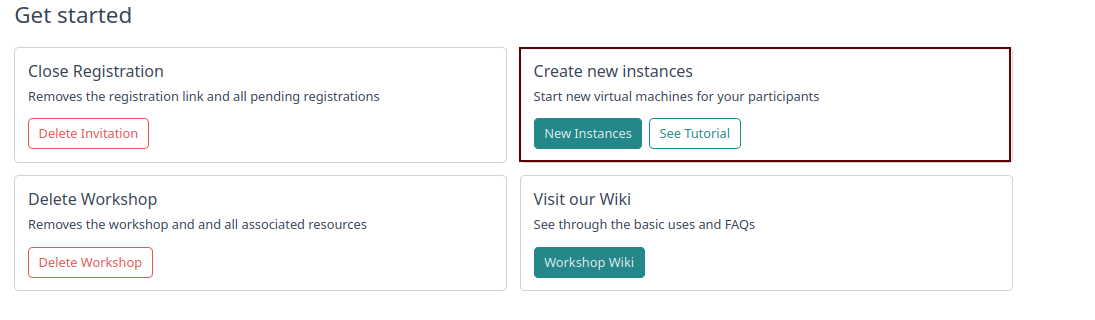 Get started
Close Registration
Removes the registration link and all pending registrations
Delete Invitation
Create new instances
Start new virtual machines for your participants
New Instances See Tutorial
Delete Workshop
Removes the workshop and and all associated resources
Delete Workshop
Visit our Wiki
See through the basic uses and FAQs
Workshop Wiki